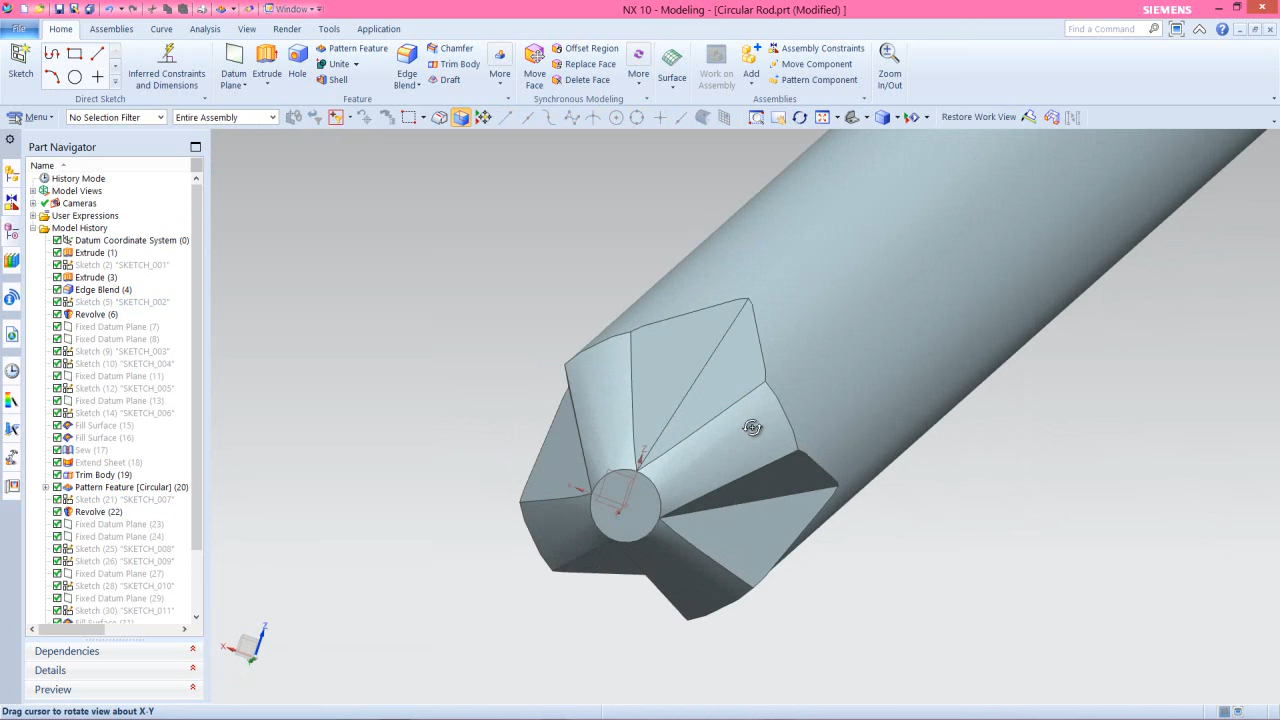 NX 10 - Modeling - [Circular Rod.prt (Modified) ]
SIEMENS
Window
File Home Assemblies Curve Analysis View Render Tools Application
Find a Command
Sketch
Inferred Constraints
and Dimensions
Direct Sketch
Datum
Plane
Extrude
Hole
Pattern Feature
Unite
Shell
Edge
Blend
Chamfer
Trim Body
Draft
More
Feature
Move
Face
Offset Region
Replace Face
Delete Face
More
Synchronous Modeling
Surface
Work on
Assembly
Add
Assembly Constraints
Move Component
Pattern Component
Assemblies
Zoom
In/Out
Menu
No Selection Filter
Entire Assembly
Restore Work View
Part Navigator
Name
History Mode
Model Views
Cameras
User Expressions
Model History
Datum Coordinate System (0)
Extrude (1)
Sketch (2) "SKETCH_001"
Extrude (3)
Edge Blend (4)
Sketch (5) "SKETCH_002"
Revolve (6)
Fixed Datum Plane (7)
Fixed Datum Plane (8)
Sketch (9) "SKETCH_003"
Sketch (10) "SKETCH_004"
Fixed Datum Plane (11)
Sketch (12) "SKETCH_005"
Fixed Datum Plane (13)
Sketch (14) "SKETCH_006"
Fill Surface (15)
Fill Surface (16)
Sew (17)
Extend Sheet (18)
Trim Body (19)
Pattern Feature [Circular] (20)
Sketch (21) "SKETCH_007"
Revolve (22)
Fixed Datum Plane (23)
Fixed Datum Plane (24)
Sketch (25) "SKETCH_008"
Sketch (26) "SKETCH_009"
Fixed Datum Plane (27)
Sketch (28) "SKETCH_010"
Fixed Datum Plane (29)
Sketch (30) "SKETCH_011"
Fill Surface (31)
Dependencies
Details
Preview
Z
X
Z
Drag cursor to rotate view about X-Y